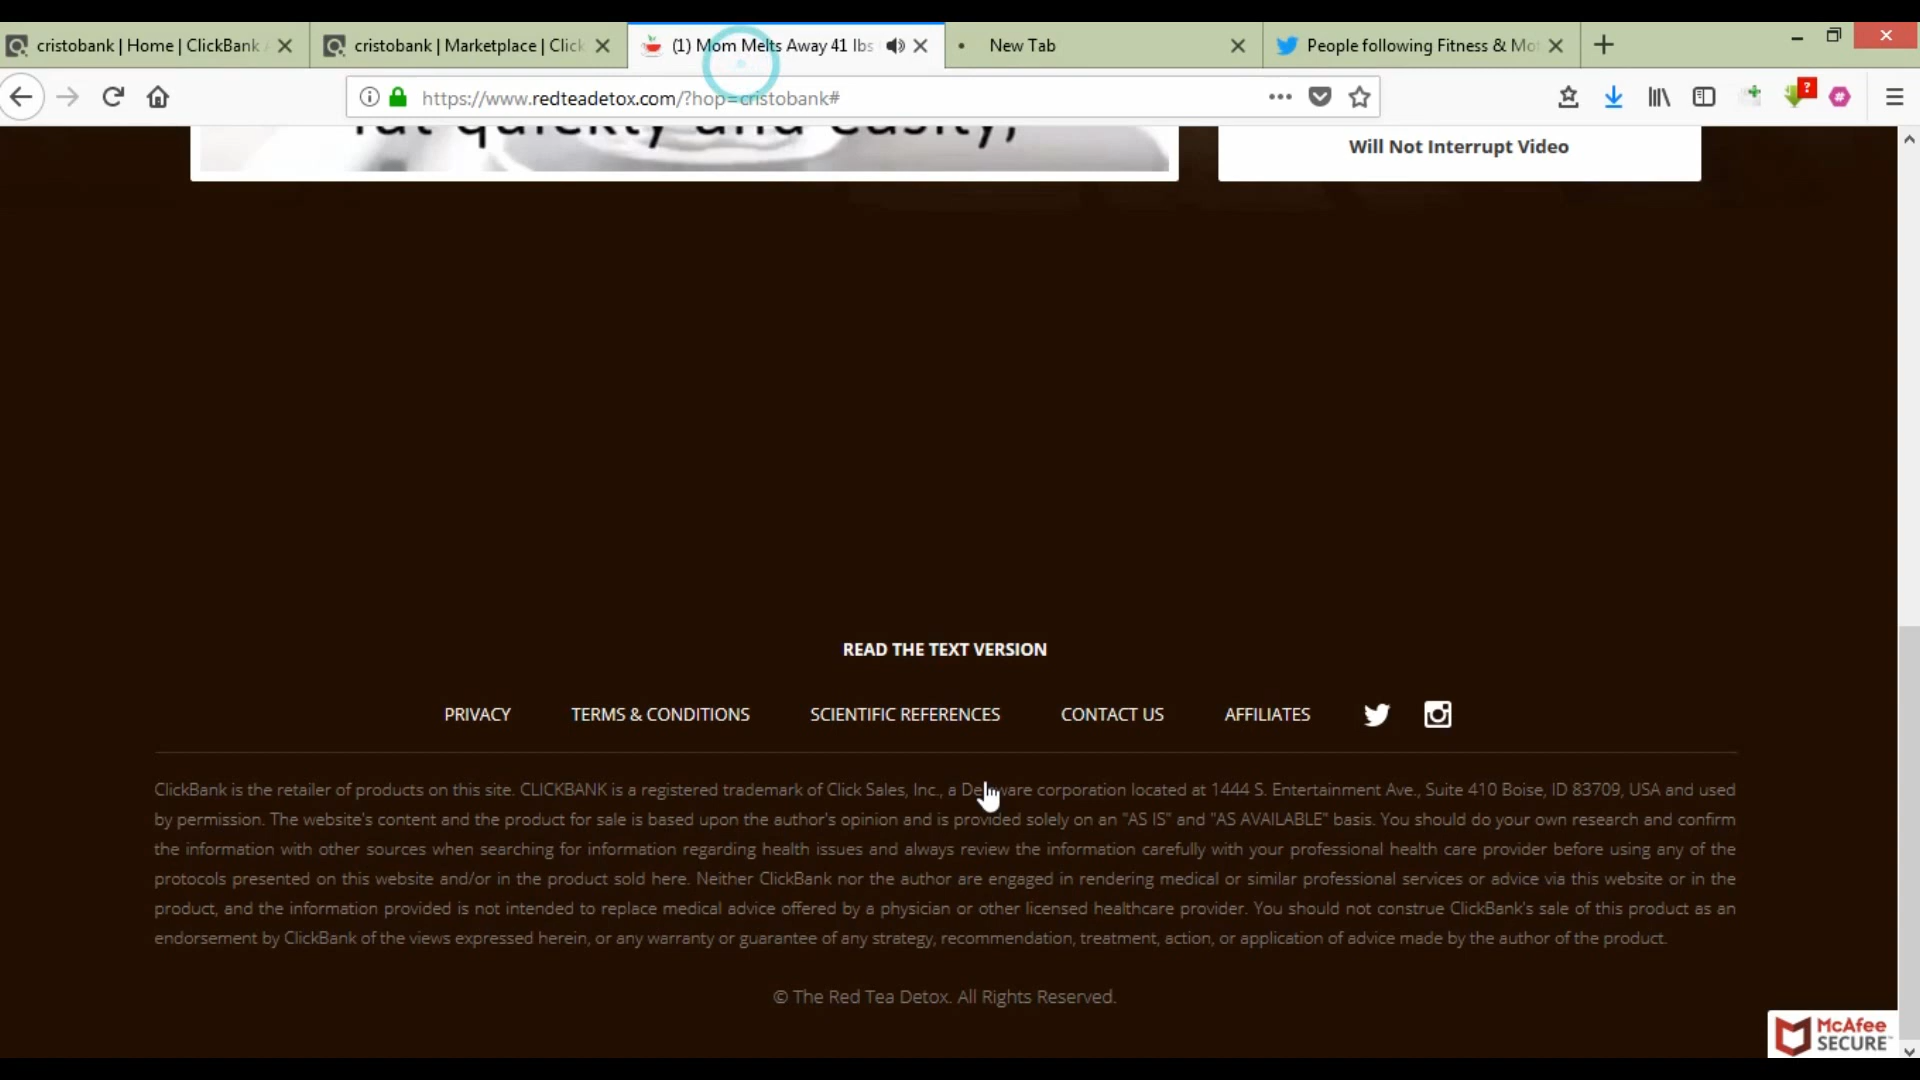 cristobank | Home | ClickBank
cristobank | Marketplace | Click
(1) Mom Melts Away 41 lbs
New Tab
People following Fitness & Mo
https://www.redteadetox.com/?hop=cristobank#
fat quickly and easily,
Will Not Interrupt Video
READ THE TEXT VERSION
PRIVACY TERMS & CONDITIONS SCIENTIFIC REFERENCES CONTACT US AFFILIATES
ClickBank is the retailer of products on this site. CLICKBANK is a registered trademark of Click Sales, Inc., a Delaware corporation located at 1444 S. Entertainment Ave., Suite 410 Boise, ID 83709, USA and used
by permission. The website's content and the product for sale is based upon the author's opinion and is provided solely on an "AS IS" and "AS AVAILABLE" basis. You should do your own research and confirm
the information with other sources when searching for information regarding health issues and always review the information carefully with your professional health care provider before using any of the
protocols presented on this website and/or in the product sold here. Neither ClickBank nor the author are engaged in rendering medical or similar professional services or advice via this website or in the
product, and the information provided is not intended to replace medical advice offered by a physician or other licensed healthcare provider. You should not construe ClickBank's sale of this product as an
endorsement by ClickBank of the views expressed herein, or any warranty or guarantee of any strategy, recommendation, treatment, action, or application of advice made by the author of the product.
© The Red Tea Detox. All Rights Reserved.
McAfee
SECURE™